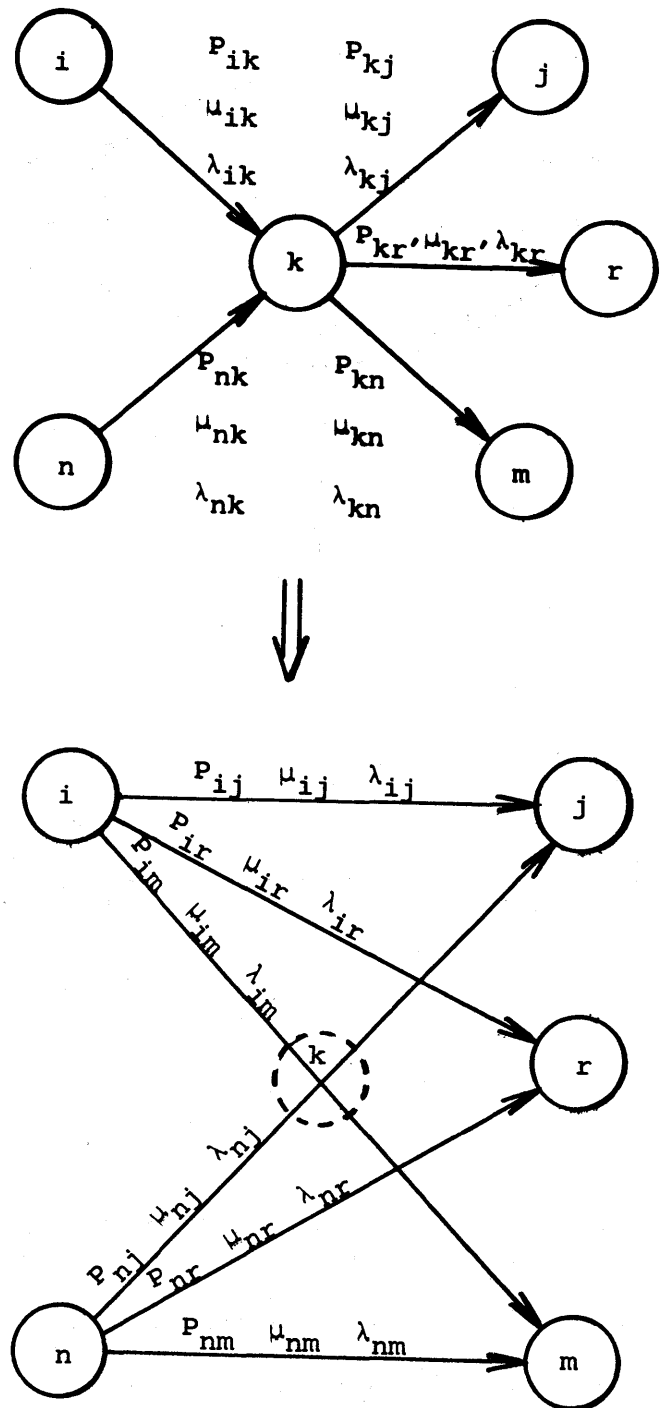 i P_ik P_kj j
μ_ik μ_kj
λ_ik λ_kj
k P_kr, μ_kr, λ_kr r
P_nk P_kn
n μ_nk μ_kn m
λ_nk λ_kn
i P_ij μ_ij λ_ij j
P_ir μ_ir λ_ir
P_im μ_im λ_im
k r
P_nj μ_nj λ_nj
P_nr μ_nr λ_nr
n P_nm μ_nm λ_nm m